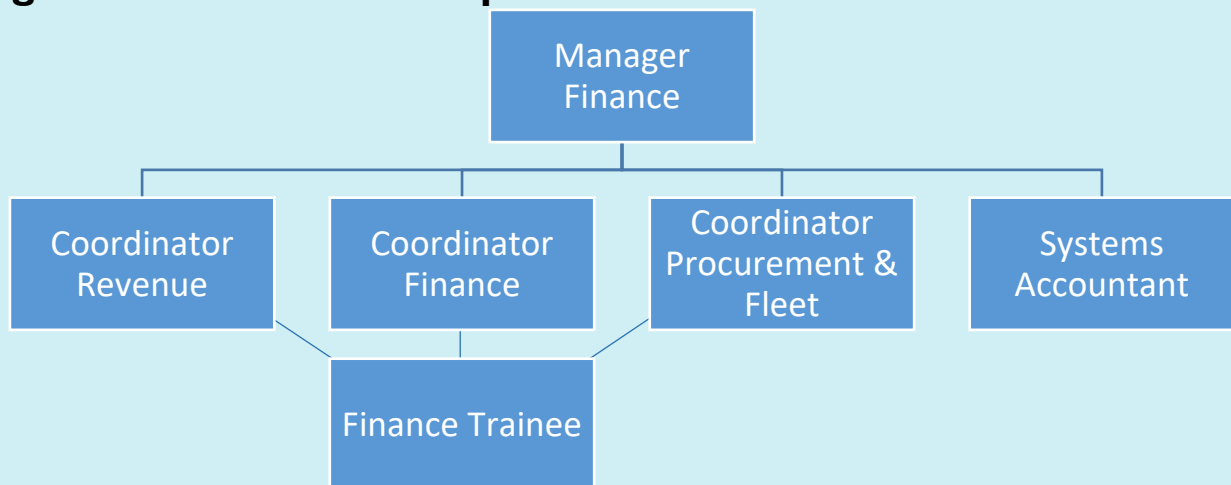 Manager
Finance
Coordinator
Revenue
Coordinator
Finance
Coordinator
Procurement &
Fleet
Systems
Accountant
Finance Trainee